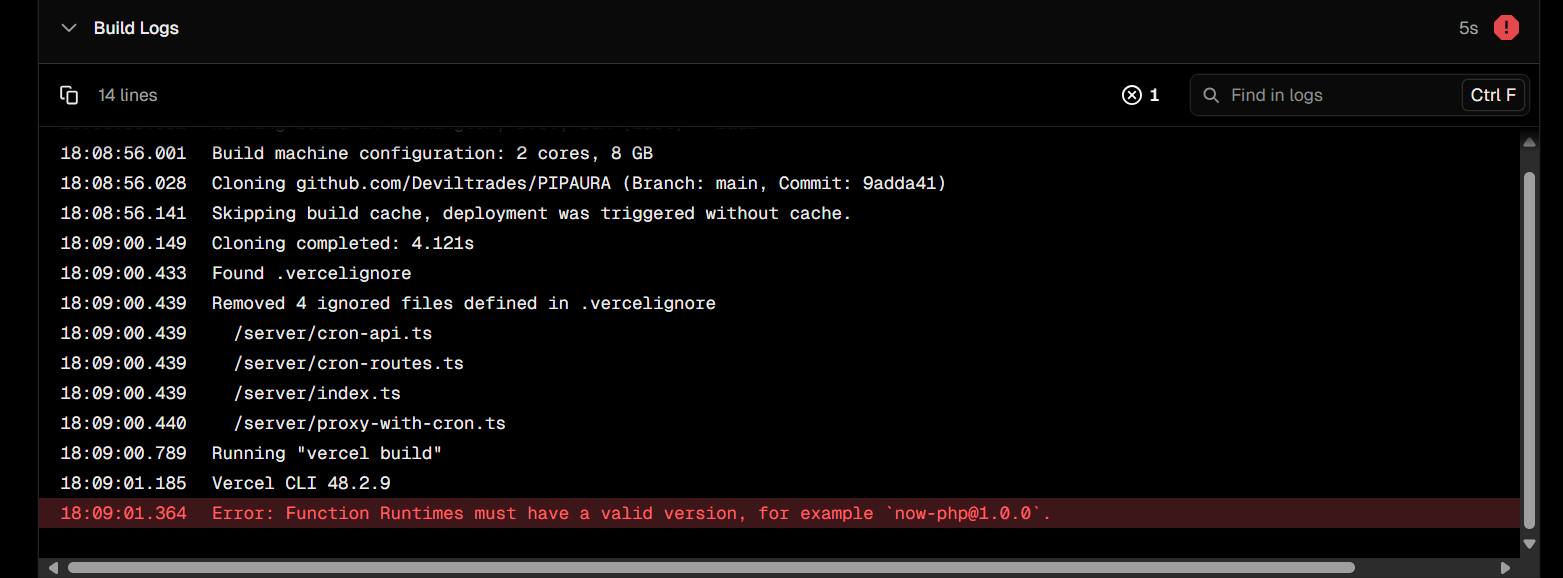 Build Logs
5s
14 lines
1
Find in logs
Ctrl F
18:08:56.001 Build machine configuration: 2 cores, 8 GB
18:08:56.028 Cloning github.com/Deviltrades/PIPAURA (Branch: main, Commit: 9adda41)
18:08:56.141 Skipping build cache, deployment was triggered without cache.
18:09:00.149 Cloning completed: 4.121s
18:09:00.433 Found .vercelignore
18:09:00.439 Removed 4 ignored files defined in .vercelignore
18:09:00.439 /server/cron-api.ts
18:09:00.439 /server/cron-routes.ts
18:09:00.439 /server/index.ts
18:09:00.440 /server/proxy-with-cron.ts
18:09:00.789 Running "vercel build"
18:09:01.185 Vercel CLI 48.2.9
18:09:01.364 Error: Function Runtimes must have a valid version, for example `now-php@1.0.0`.